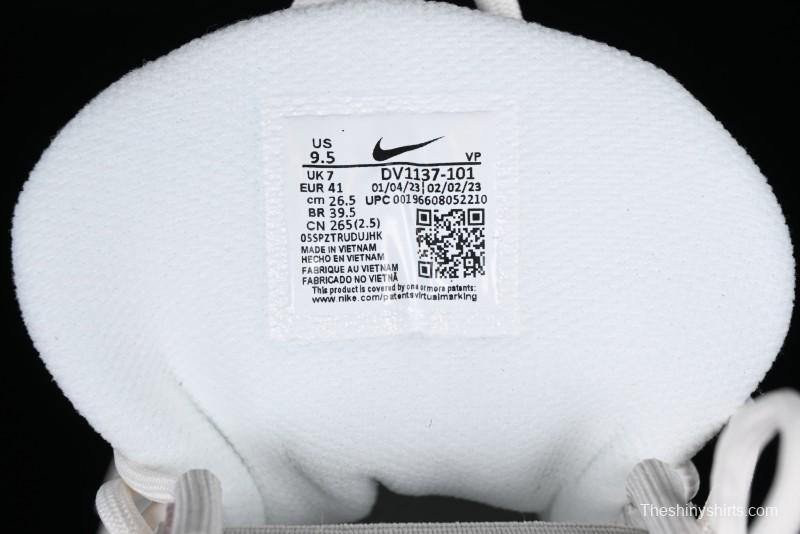 US
9.5 VP
UK 7 DV1137-101
EUR 41 01/04/23 02/02/23
cm 26.5 UPC 00196608052210
BR 39.5
CN 265(2.5)
05SPZTRUDUJHK
MADE IN VIETNAM
HECHO EN VIETNAM
FABRIQUE AU VIETNAM
FABRICADO NO VIETNÃ
This product is covered by one or mora patents:
www.nike.com/patentsvirtualmarking
Theshinyshirts.com